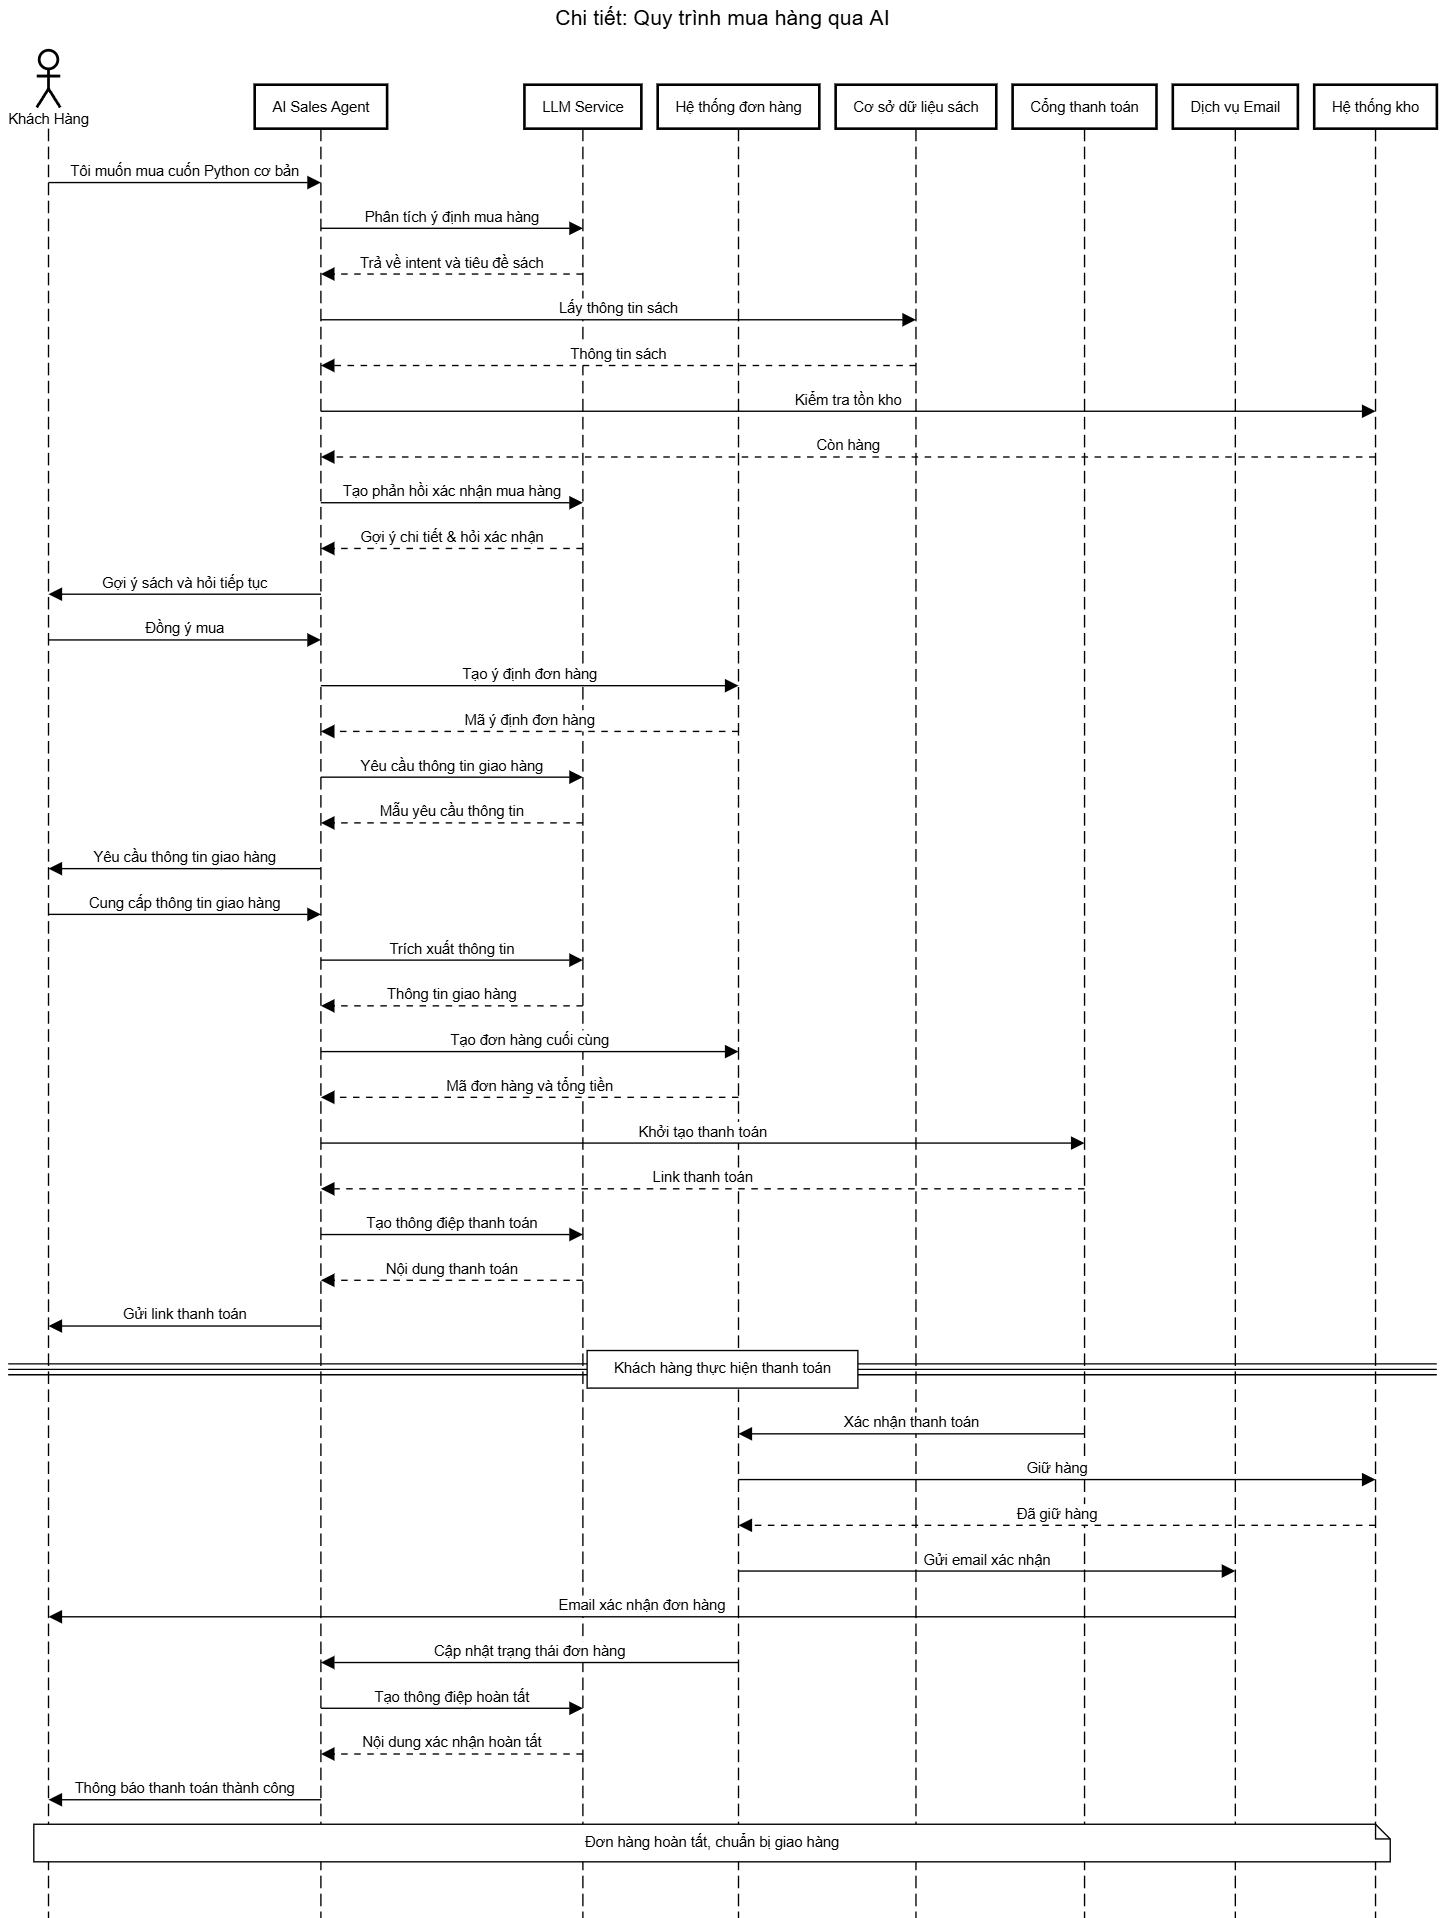 Chi tiết: Quy trình mua hàng qua AI
Khách Hàng
AI Sales Agent
LLM Service
Hệ thống đơn hàng
Cơ sở dữ liệu sách
Cổng thanh toán
Dịch vụ Email
Hệ thống kho
Tôi muốn mua cuốn Python cơ bản
Phân tích ý định mua hàng
Trả về intent và tiêu đề sách
Lấy thông tin sách
Thông tin sách
Kiểm tra tồn kho
Còn hàng
Tạo phản hồi xác nhận mua hàng
Gợi ý chi tiết & hỏi xác nhận
Gợi ý sách và hỏi tiếp tục
Đồng ý mua
Tạo ý định đơn hàng
Mã ý định đơn hàng
Yêu cầu thông tin giao hàng
Mẫu yêu cầu thông tin
Yêu cầu thông tin giao hàng
Cung cấp thông tin giao hàng
Trích xuất thông tin
Thông tin giao hàng
Tạo đơn hàng cuối cùng
Mã đơn hàng và tổng tiền
Khởi tạo thanh toán
Link thanh toán
Tạo thông điệp thanh toán
Nội dung thanh toán
Gửi link thanh toán
Khách hàng thực hiện thanh toán
Xác nhận thanh toán
Giữ hàng
Đã giữ hàng
Gửi email xác nhận
Email xác nhận đơn hàng
Cập nhật trạng thái đơn hàng
Tạo thông điệp hoàn tất
Nội dung xác nhận hoàn tất
Thông báo thanh toán thành công
Đơn hàng hoàn tất, chuẩn bị giao hàng